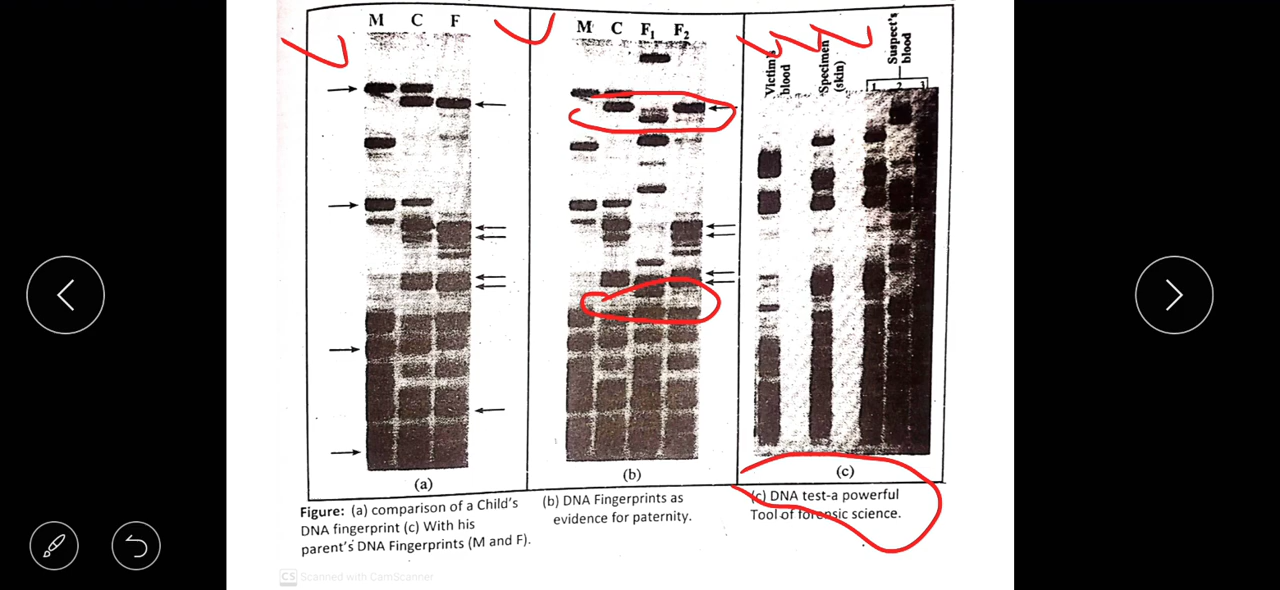 M C F
M C F₁ F₂
Victim's blood
Specimen (skin)
Suspect's blood
1 2 3
(a)
(b)
(c)
Figure: (a) comparison of a Child's
DNA fingerprint (c) With his
parent's DNA Fingerprints (M and F).
(b) DNA Fingerprints as
evidence for paternity.
(c) DNA test-a powerful
Tool of forensic science.
CS Scanned with CamScanner